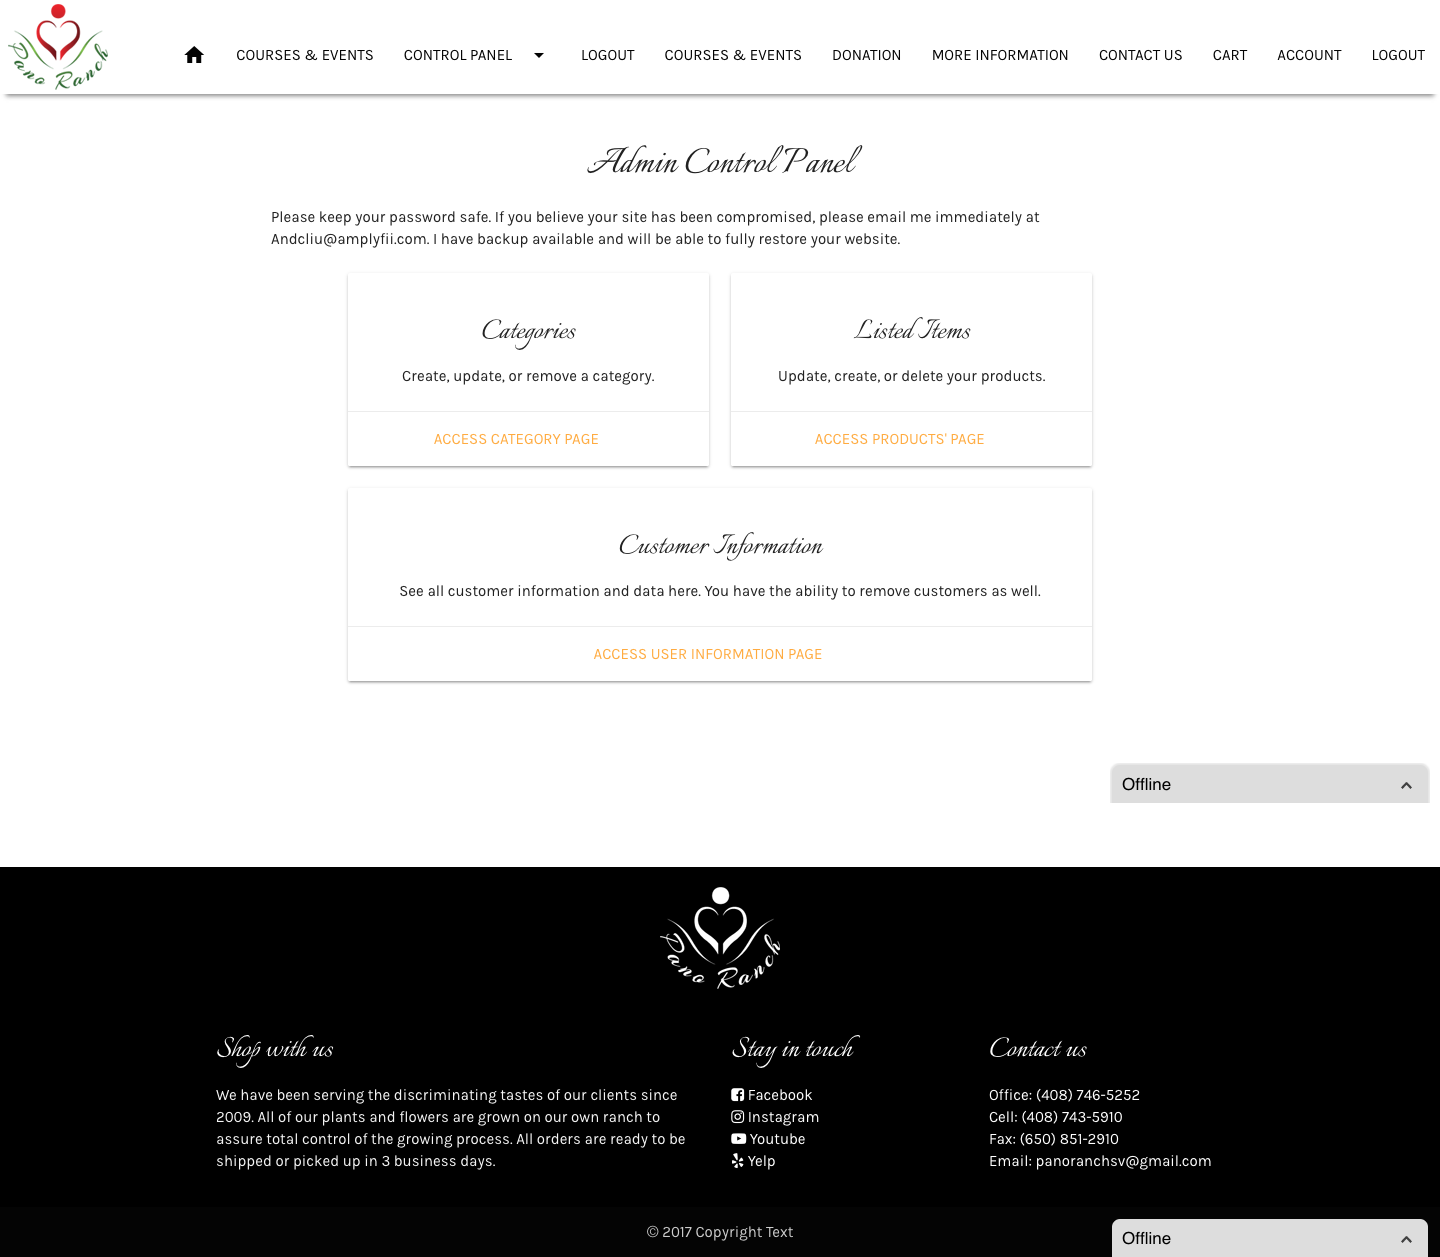 Pano Ranch
COURSES & EVENTS CONTROL PANEL LOGOUT COURSES & EVENTS DONATION MORE INFORMATION CONTACT US CART ACCOUNT LOGOUT
Admin Control Panel
Please keep your password safe. If you believe your site has been compromised, please email me immediately at
Andcliu@amplyfii.com. I have backup available and will be able to fully restore your website.
Categories
Create, update, or remove a category.
ACCESS CATEGORY PAGE
Listed Items
Update, create, or delete your products.
ACCESS PRODUCTS' PAGE
Customer Information
See all customer information and data here. You have the ability to remove customers as well.
ACCESS USER INFORMATION PAGE
Offline
Pano Ranch
Shop with us
We have been serving the discriminating tastes of our clients since
2009. All of our plants and flowers are grown on our own ranch to
assure total control of the growing process. All orders are ready to be
shipped or picked up in 3 business days.
Stay in touch
Facebook
Instagram
Youtube
Yelp
Contact us
Office: (408) 746-5252
Cell: (408) 743-5910
Fax: (650) 851-2910
Email: panoranchsv@gmail.com
© 2017 Copyright Text
Offline